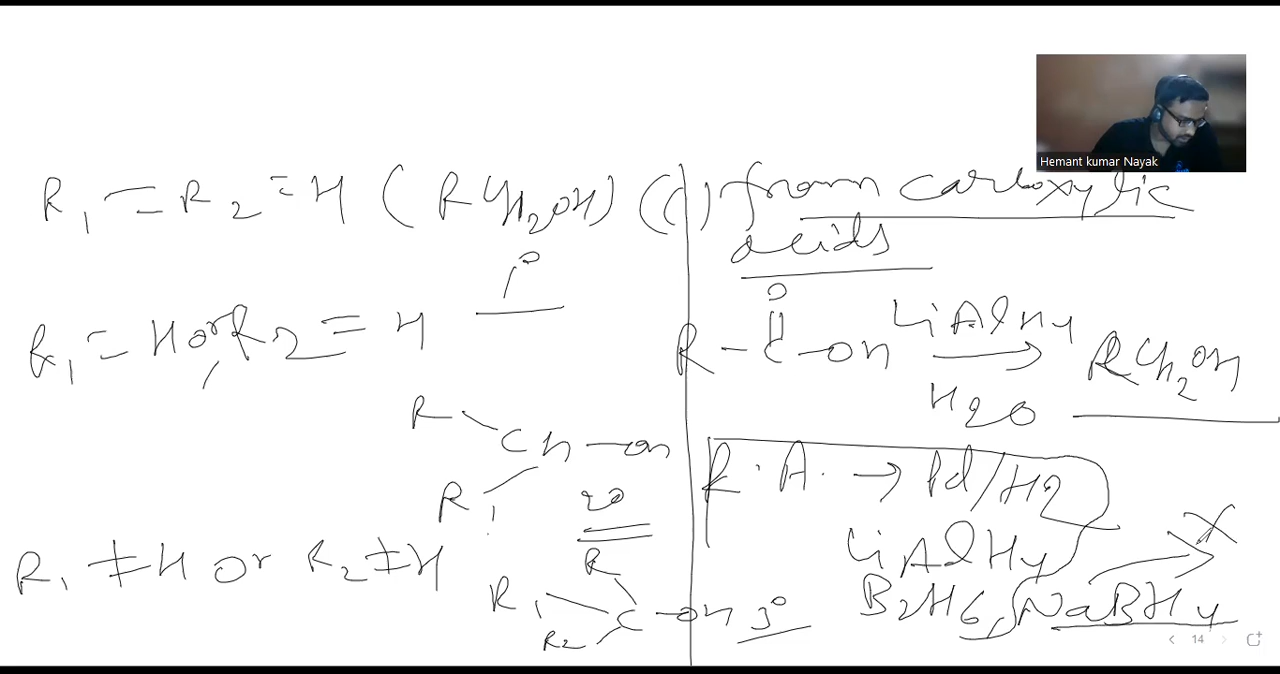 Hemant kumar Nayak
R1 = R2 = H (RCH2OH)
1°
R1 = H or R2 = H
R
CH-OH
R1
2°
R1 ≠ H or R2 ≠ H
R
R1
C-OH 3°
R2
(C) from carboxylic
acids
O
R-C-OH LiAlH4 RCH2OH
H2O
R.A. → Pd/H2
LiAlH4
B2H6, NaBH4 X
14